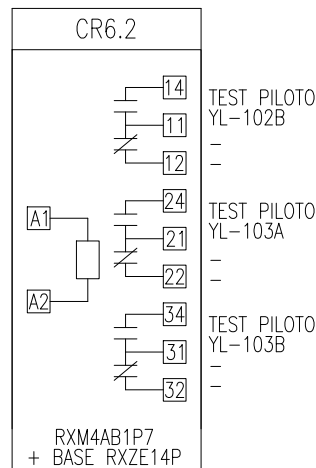 CR6.2
14
TEST PILOTO
YL-102B
11
-
12
-
24
TEST PILOTO
YL-103A
A1
21
-
22
-
A2
34
TEST PILOTO
YL-103B
31
-
32
-
RXM4AB1P7
+ BASE RXZE14P